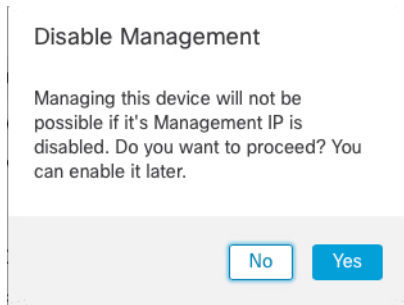 Disable Management
Managing this device will not be
possible if it's Management IP is
disabled. Do you want to proceed? You
can enable it later.
No
Yes